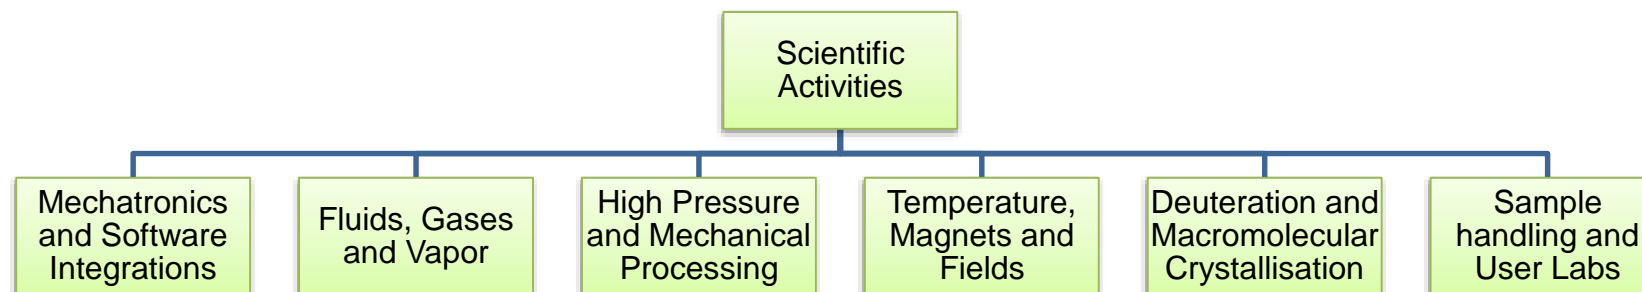 Scientific
Activities
Mechatronics
and Software
Integrations
Fluids, Gases
and Vapor
High Pressure
and Mechanical
Processing
Temperature,
Magnets and
Fields
Deuteration and
Macromolecular
Crystallisation
Sample
handling and
User Labs